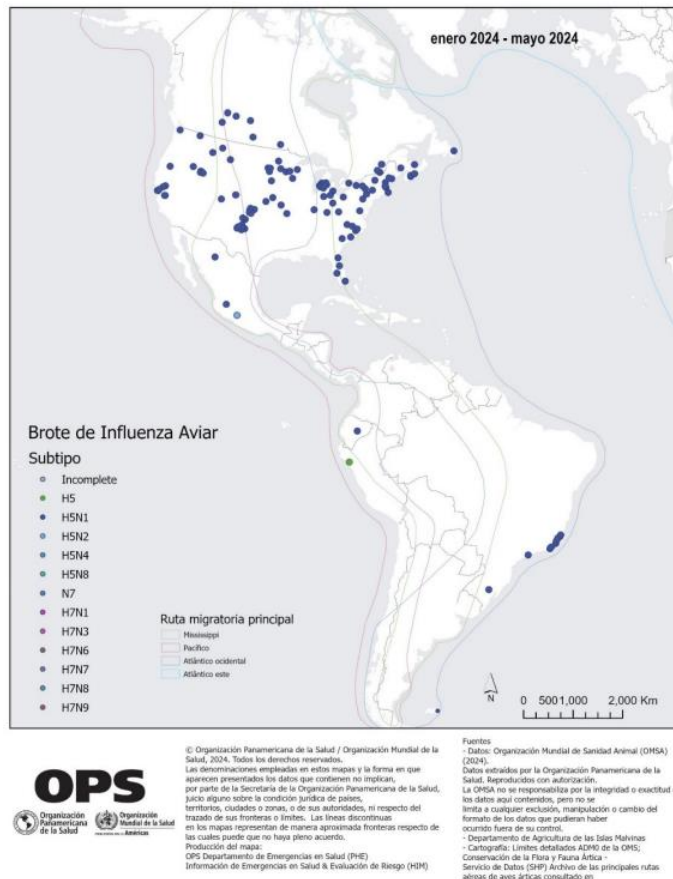 enero 2024 - mayo 2024
Brote de Influenza Aviar
Subtipo
Incomplete
H5
H5N1
H5N2
H5N4
H5N8
N7
H7N1
H7N3
H7N6
H7N7
H7N8
H7N9
Ruta migratoria principal
Mississippi
Pacífico
Atlántico ocidental
Atlántico este
N
0 500 1,000 2,000 Km
OPS
Organización
Panamericana
de la Salud
Organización
Mundial de la Salud
Américas
© Organización Panamericana de la Salud / Organización Mundial de la
Salud, 2024. Todos los derechos reservados.
Las denominaciones empleadas en estos mapas y la forma en que
aparecen presentados los datos que contienen no implican,
por parte de la Secretaría de la Organización Panamericana de la Salud,
juicio alguno sobre la condición jurídica de países,
territorios, ciudades o zonas, o de sus autoridades, ni respecto del
trazado de sus fronteras o límites. Las líneas discontinuas
en los mapas representan de manera aproximada fronteras respecto de
las cuales puede que no haya pleno acuerdo.
Producción del mapa:
OPS Departamento de Emergencias en Salud (PHE)
Información de Emergencias en Salud & Evaluación de Riesgo (HIM)
Fuentes
- Datos: Organización Mundial de Sanidad Animal (OMSA)
(2024).
Datos extraídos por la Organización Panamericana de la
Salud. Reproducidos con autorización.
La OMSA no se responsabiliza por la integridad o exactitud
los datos aquí contenidos, pero no se
limita a cualquier exclusión, manipulación o cambio del
formato de los datos que pudieran haber
ocurrido fuera de su control.
- Departamento de Agricultura de las Islas Malvinas
- Cartografía: Límites detallados ADM0 de la OMS;
Conservación de la Flora y Fauna Ártica -
Servicio de Datos (SHP) Archivo de las principales rutas
aéreas de aves árticas consultado en